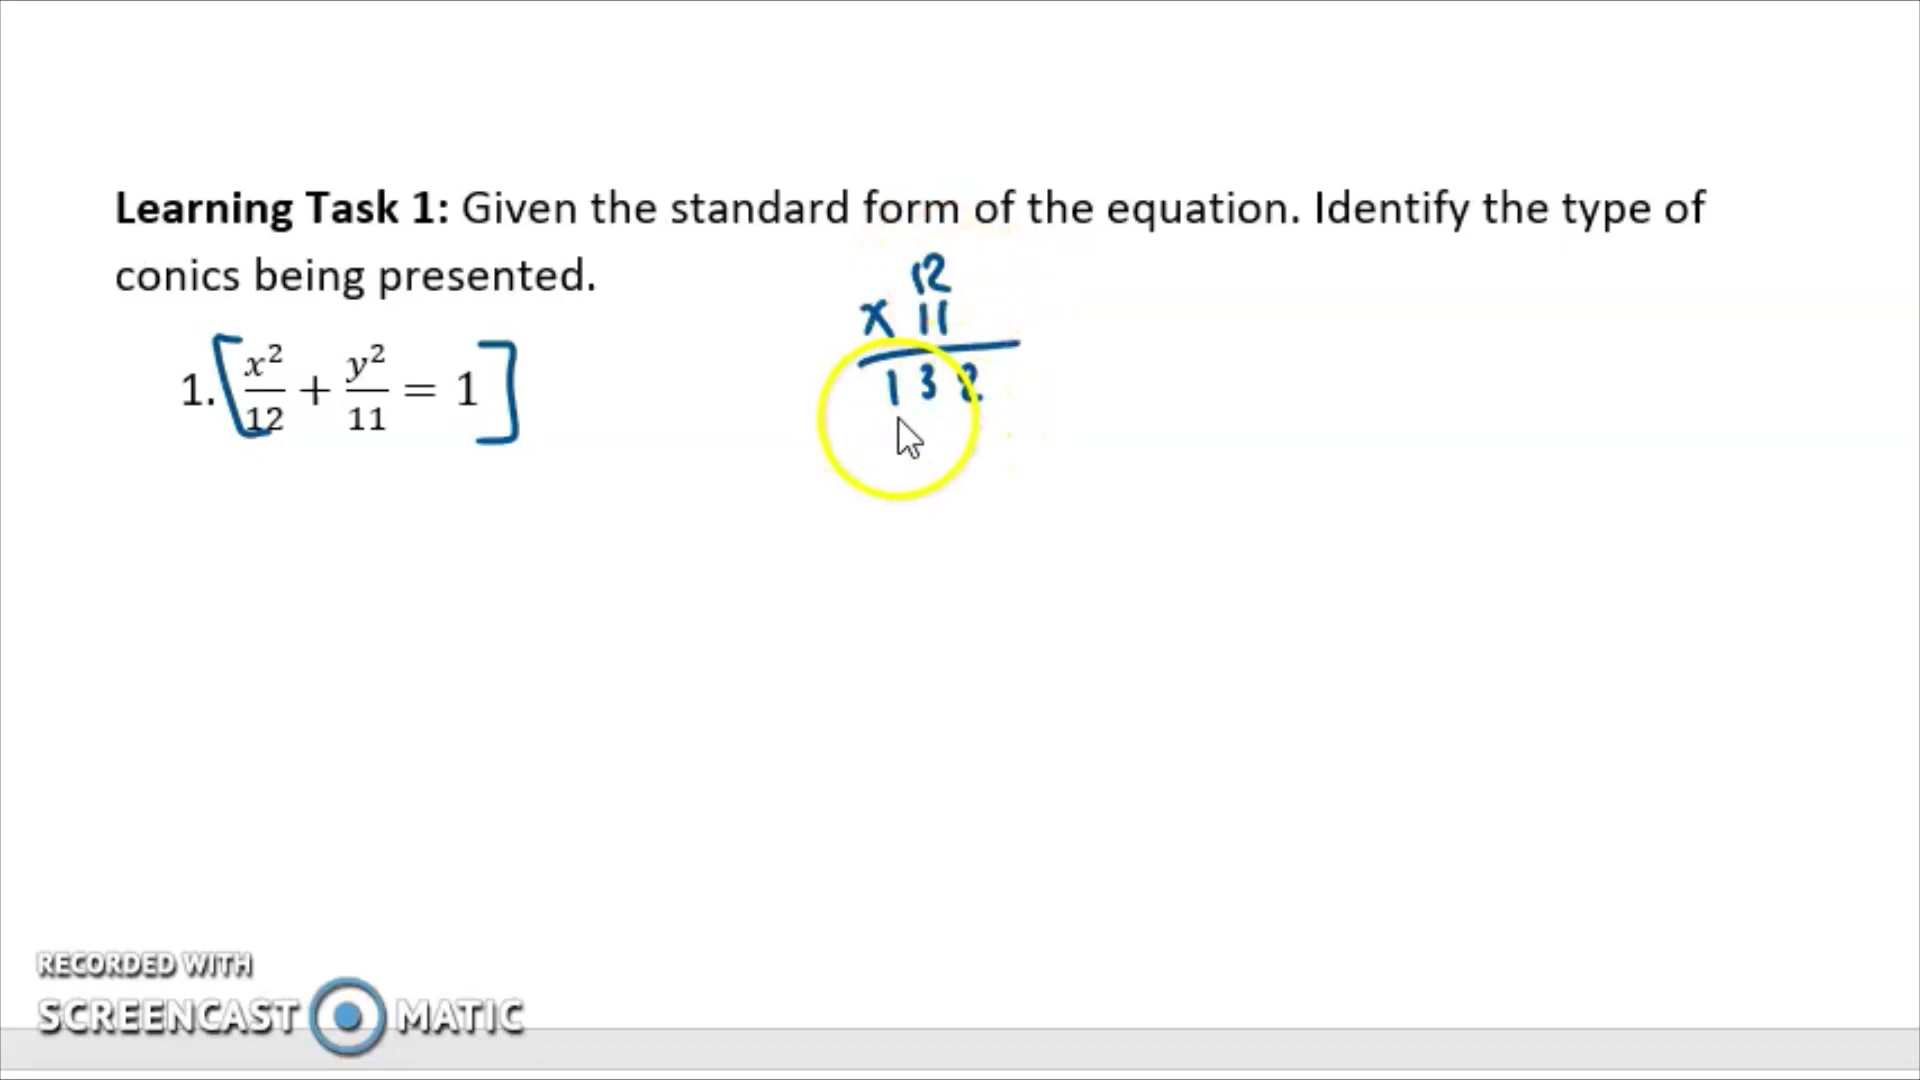 Learning Task 1: Given the standard form of the equation. Identify the type of
conics being presented.
12
x 11
132
1. [x²/12 + y²/11 = 1]
RECORDED WITH
SCREENCAST MATIC